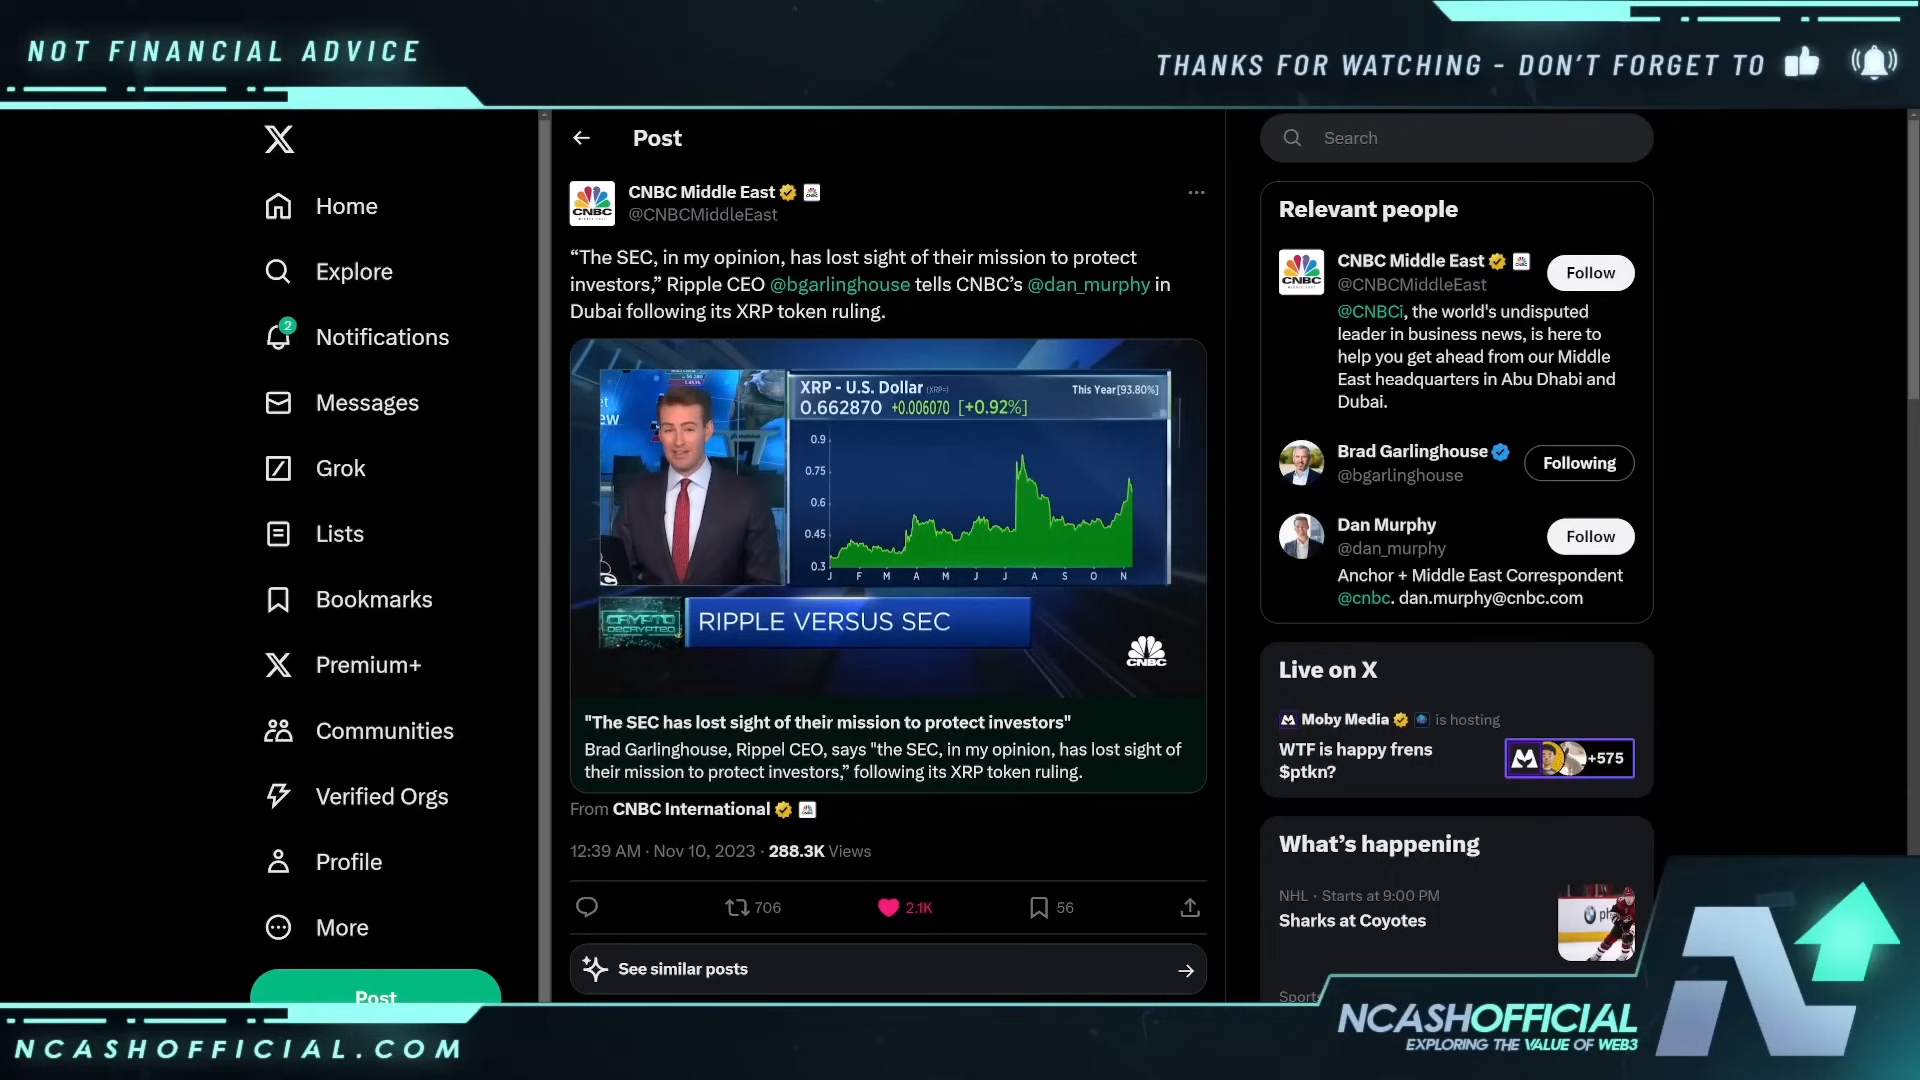 NOT FINANCIAL ADVICE
THANKS FOR WATCHING - DON'T FORGET TO
Home
Explore
2
Notifications
Messages
Grok
Lists
Bookmarks
Premium+
Communities
Verified Orgs
Profile
More
Post
Post
CNBC Middle East
@CNBCMiddleEast
“The SEC, in my opinion, has lost sight of their mission to protect
investors,” Ripple CEO @bgarlinghouse tells CNBC’s @dan_murphy in
Dubai following its XRP token ruling.
XRP - U.S. Dollar (XRP=)
This Year[93.80%]
0.662870 +0.006070 [+0.92%]
0.9
0.75
0.6
0.45
0.3
J F M A M J J A S O N
CRYPTO
DECRYPTED
RIPPLE VERSUS SEC
CNBC
"The SEC has lost sight of their mission to protect investors"
Brad Garlinghouse, Rippel CEO, says "the SEC, in my opinion, has lost sight of
their mission to protect investors,” following its XRP token ruling.
From CNBC International
12:39 AM · Nov 10, 2023 · 288.3K Views
706
2.1K
56
See similar posts
Search
Relevant people
CNBC Middle East
@CNBCMiddleEast
Follow
@CNBCi, the world's undisputed
leader in business news, is here to
help you get ahead from our Middle
East headquarters in Abu Dhabi and
Dubai.
Brad Garlinghouse
@bgarlinghouse
Following
Dan Murphy
@dan_murphy
Follow
Anchor + Middle East Correspondent
@cnbc. dan.murphy@cnbc.com
Live on X
Moby Media is hosting
WTF is happy frens
$ptkn?
+575
What’s happening
NHL · Starts at 9:00 PM
Sharks at Coyotes
Sports
NCASHOFFICIAL.COM
NCASHOFFICIAL
EXPLORING THE VALUE OF WEB3